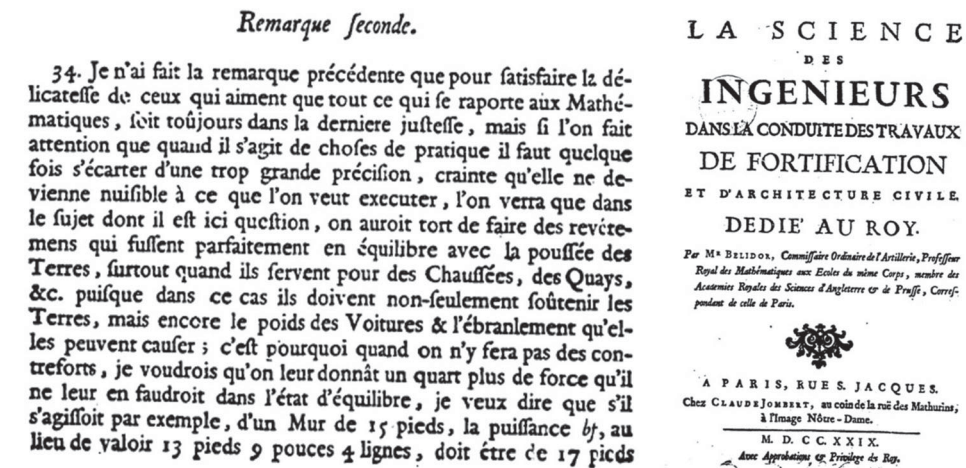 Remarque ſeconde.
34. Je n'ai fait la remarque précédente que pour ſatisfaire la dé-
licateſſe de ceux qui aiment que tout ce qui ſe raporte aux Mathé-
matiques, ſoit toûjours dans la derniere juſteſſe, mais ſi l'on fait
attention que quand il s'agit de choſes de pratique il faut quelque
fois s'écarter d'une trop grande préciſion, crainte qu'elle ne de-
vienne nuiſible à ce que l'on veut executer, l'on verra que dans
le ſujet dont il eſt ici queſtion, on auroit tort de faire des revéte-
mens qui fuſſent parfaitement en équilibre avec la pouſſée des
Terres, ſurtout quand ils ſervent pour des Chauſſées, des Quays,
&c. puiſque dans ce cas ils doivent non-ſeulement ſoûtenir les
Terres, mais encore le poids des Voitures & l'ébranlement qu'el-
les peuvent cauſer ; c'eſt pourquoi quand on n'y fera pas des con-
treforts, je voudrois qu'on leur donnât un quart plus de force qu'il
ne leur en faudroit dans l'état d'équilibre, je veux dire que s'il
s'agiſſoit par exemple, d'un Mur de 15 pieds, la puiſſance bf, au
lieu de valoir 13 pieds 9 pouces 4 lignes, doit étre de 17 pieds
LA SCIENCE
DES
INGENIEURS
DANS LA CONDUITE DES TRAVAUX
DE FORTIFICATION
ET D'ARCHITECTURE CIVILE.
DEDIE' AU ROY.
Par MR BELIDOR, Commiſſaire Ordinaire de l'Artillerie, Profeſſeur
Royal des Mathématiques aux Ecoles du même Corps, membre des
Academies Royales des Sciences d'Angleterre & de Pruſſe, Correſ-
pondant de celle de Paris.
A PARIS, RUE S. JACQUES.
Chez CLAUDE JOMBERT, au coin de la ruë des Mathurins,
à l'Image Nôtre-Dame.
M. D. C C. X X I X.
Avec Approbations & Privilege du Roy.